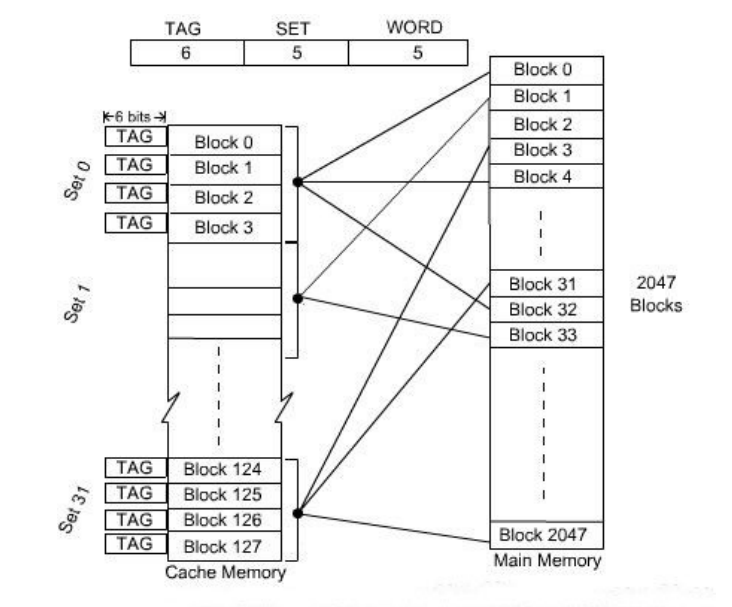 TAG SET WORD
6 5 5
6 bits
TAG Block 0
TAG Block 1
TAG Block 2
TAG Block 3
Set 0
Set 1
TAG Block 124
TAG Block 125
TAG Block 126
TAG Block 127
Set 31
Cache Memory
Block 0
Block 1
Block 2
Block 3
Block 4
Block 31
Block 32
Block 33
2047
Blocks
Block 2047
Main Memory